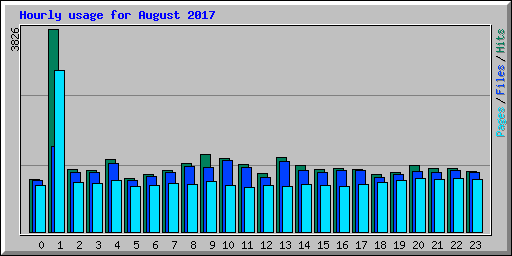 Hourly usage for August 2017
3826
Pages / Files / Hits
0 1 2 3 4 5 6 7 8 9 10 11 12 13 14 15 16 17 18 19 20 21 22 23